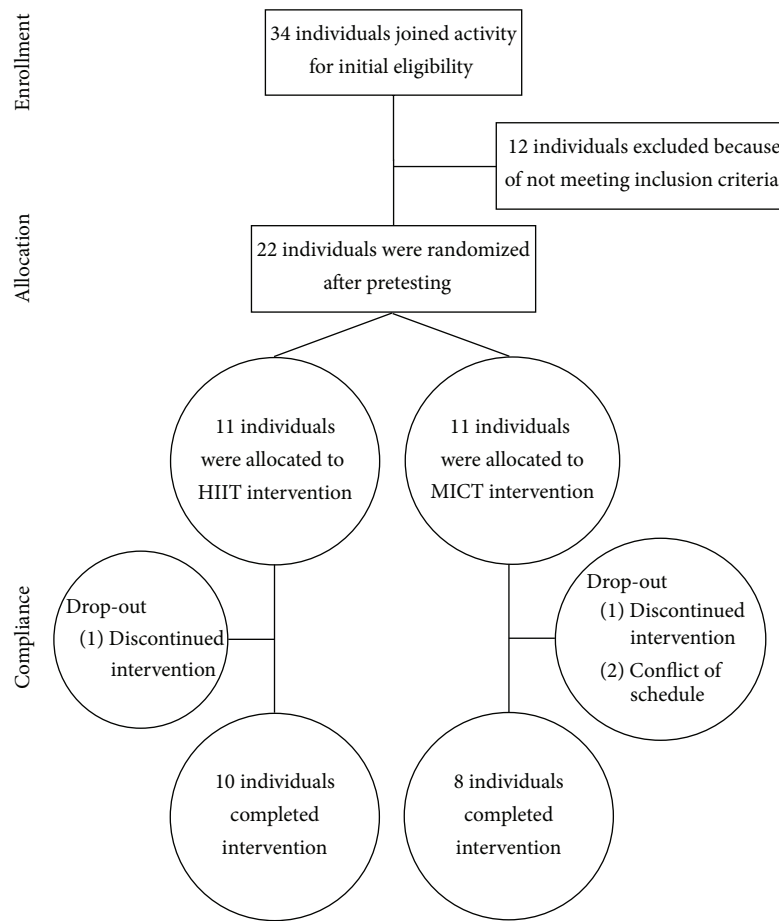 Enrollment
34 individuals joined activity
for initial eligibility
12 individuals excluded because
of not meeting inclusion criteria
Allocation
22 individuals were randomized
after pretesting
11 individuals
were allocated to
HIIT intervention
11 individuals
were allocated to
MICT intervention
Compliance
Drop-out
(1) Discontinued
intervention
Drop-out
(1) Discontinued
intervention
(2) Conflict of
schedule
10 individuals
completed
intervention
8 individuals
completed
intervention